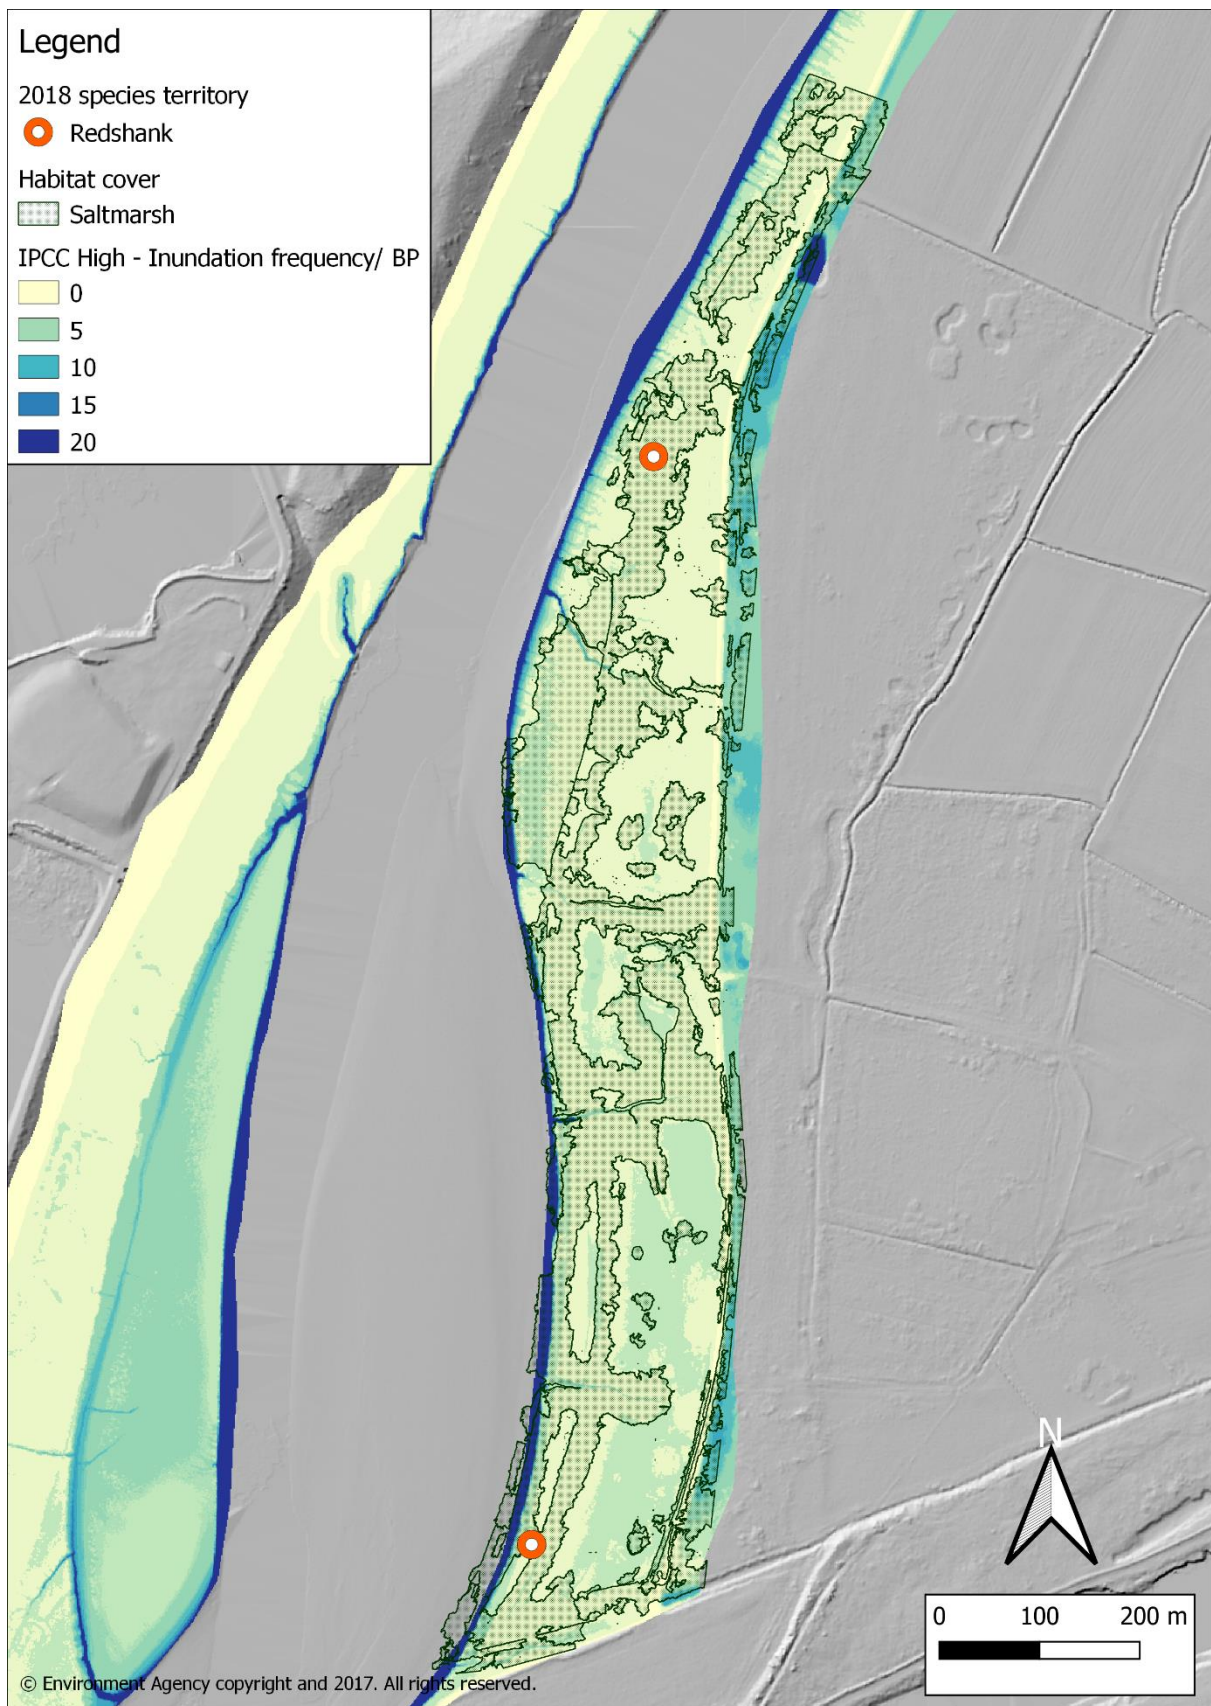 Legend
2018 species territory
Redshank
Habitat cover
Saltmarsh
IPCC High - Inundation frequency/ BP
0
5
10
15
20
N
0 100 200 m
© Environment Agency copyright and 2017. All rights reserved.